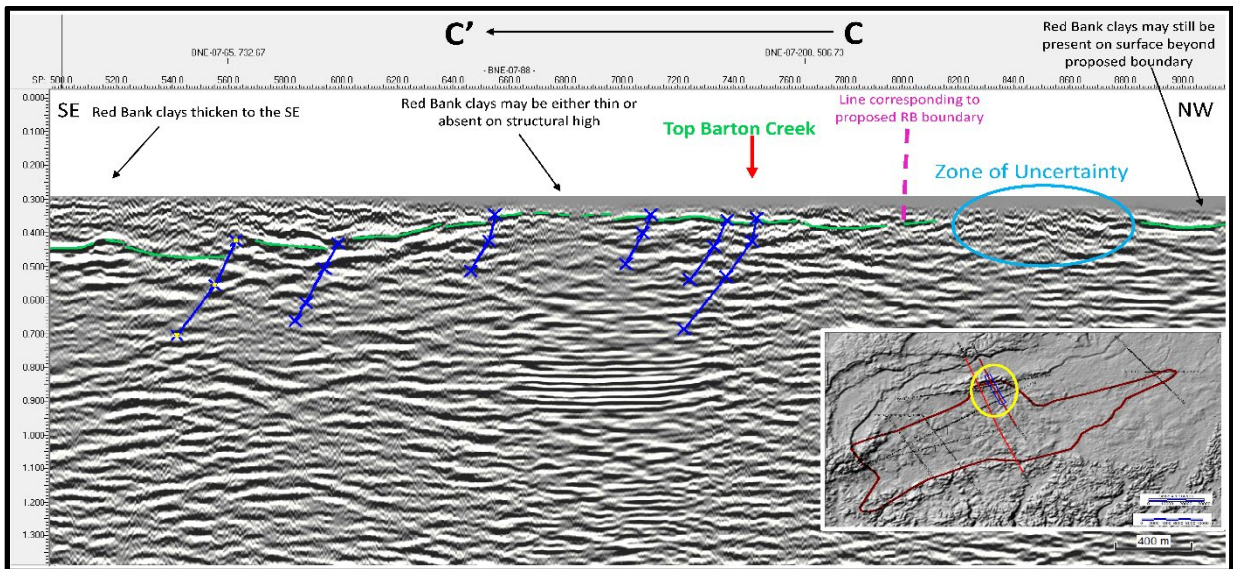 C' C
Red Bank clays may still be
present on surface beyond
proposed boundary
BNE-07-65, 732.67
BNE-07-200, 506.73
- BNE-07-88 -
SP: 500.0 520.0 540.0 560.0 580.0 600.0 620.0 640.0 660.0 680.0 700.0 720.0 740.0 760.0 780.0 800.0 820.0 840.0 860.0 880.0 900.0
0.000
SE
Red Bank clays thicken to the SE
Red Bank clays may be either thin or
absent on structural high
Top Barton Creek
Line corresponding to
proposed RB boundary
NW
Zone of Uncertainty
0.100
0.200
0.300
0.400
0.500
0.600
0.700
0.800
0.900
1.000
1.100
1.200
1.300
400 m